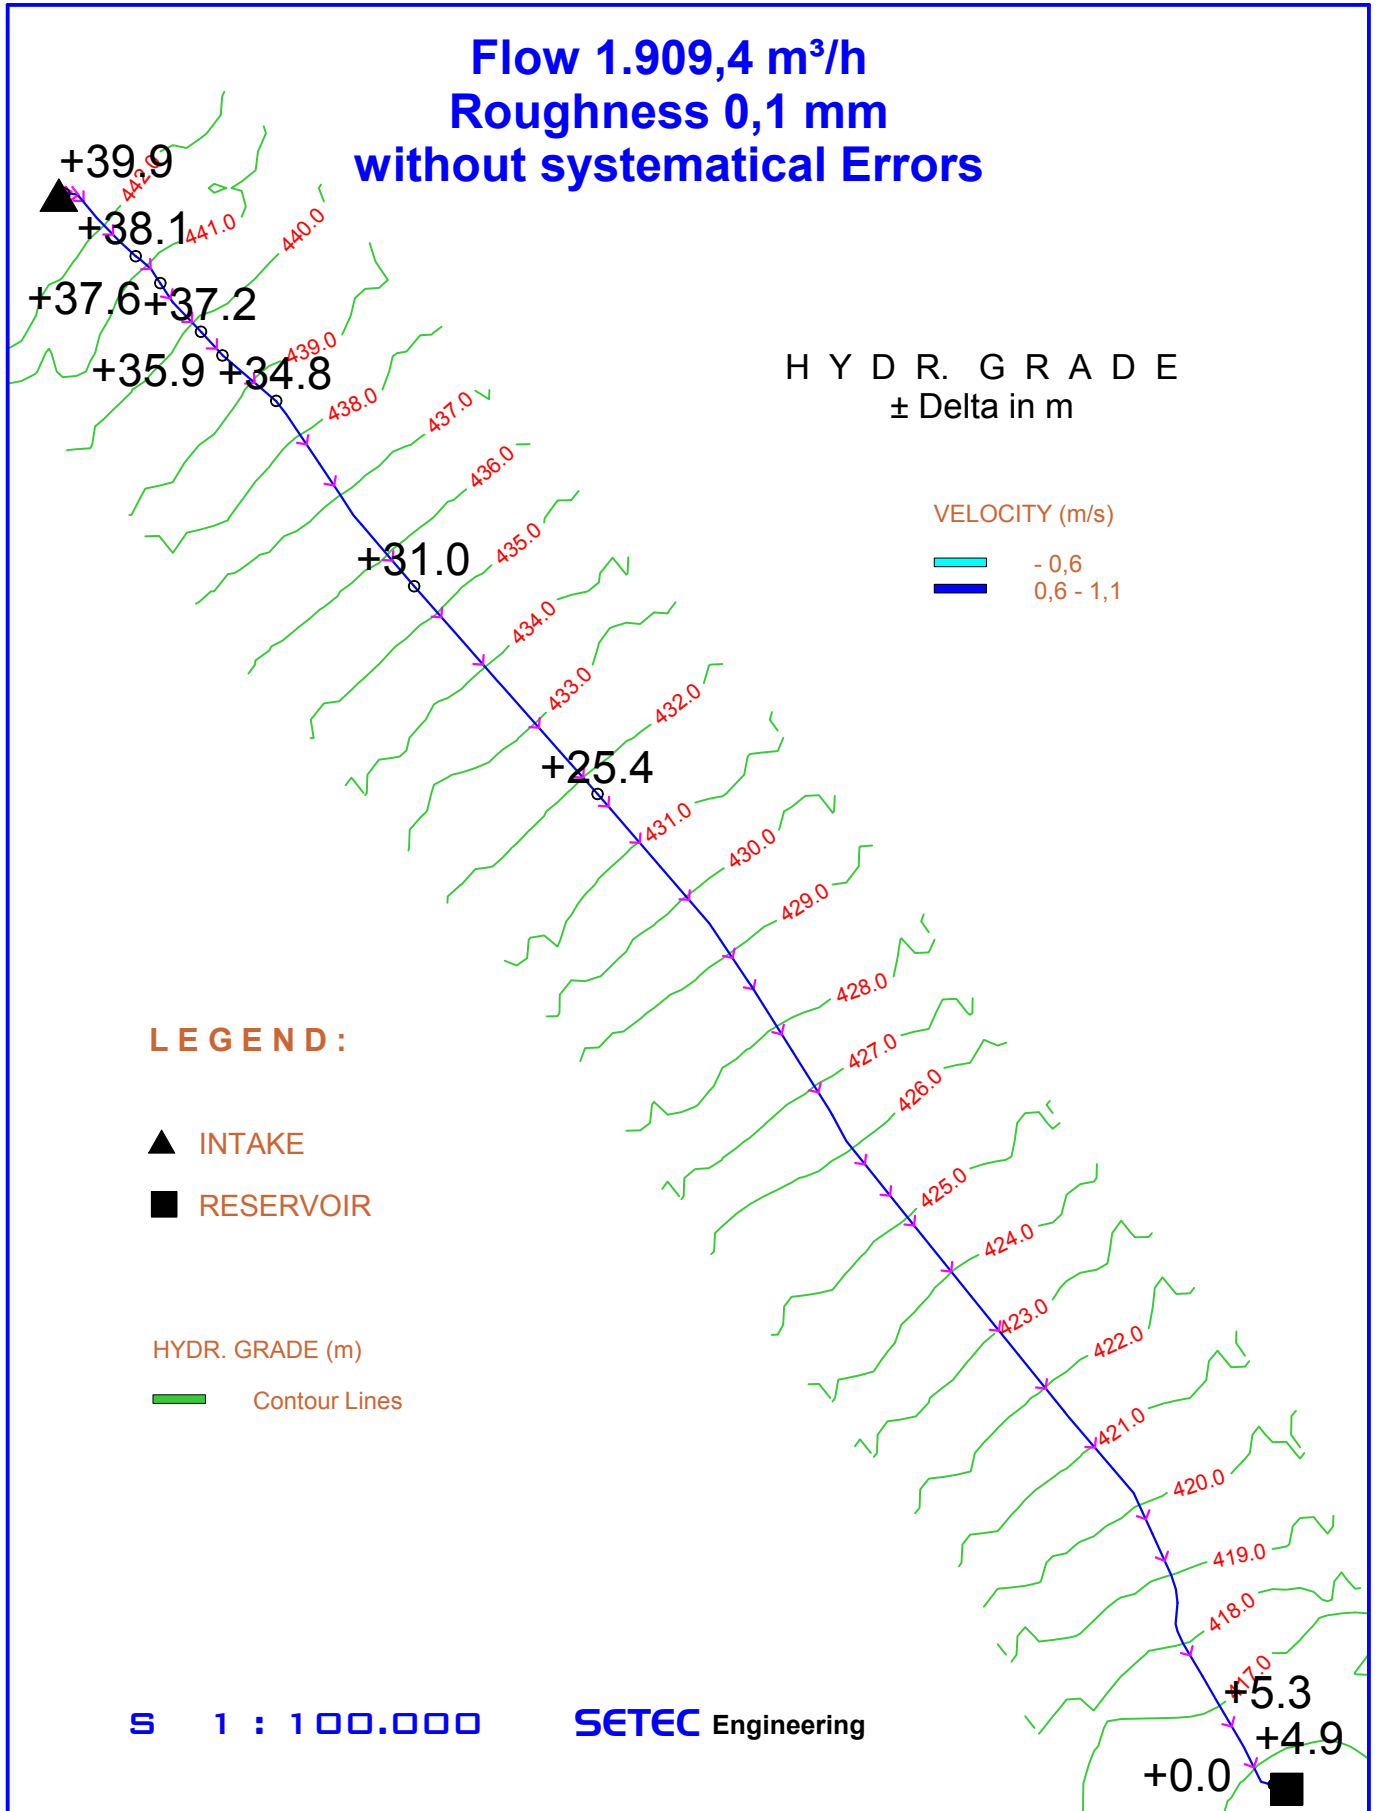 Flow 1.909,4 m³/h
Roughness 0,1 mm
without systematical Errors
+39.9
442.0
+38.1
441.0
440.0
+37.6
+37.2
439.0
+35.9
+34.8
438.0
437.0
H Y D R. G R A D E
± Delta in m
436.0
VELOCITY (m/s)
- 0,6
0,6 - 1,1
435.0
+31.0
434.0
433.0
432.0
+25.4
431.0
430.0
429.0
428.0
LEGEND:
427.0
426.0
INTAKE
RESERVOIR
425.0
424.0
423.0
422.0
HYDR. GRADE (m)
Contour Lines
421.0
420.0
419.0
418.0
417.0
+5.3
S 1 : 100.000
SETEC Engineering
+4.9
+0.0